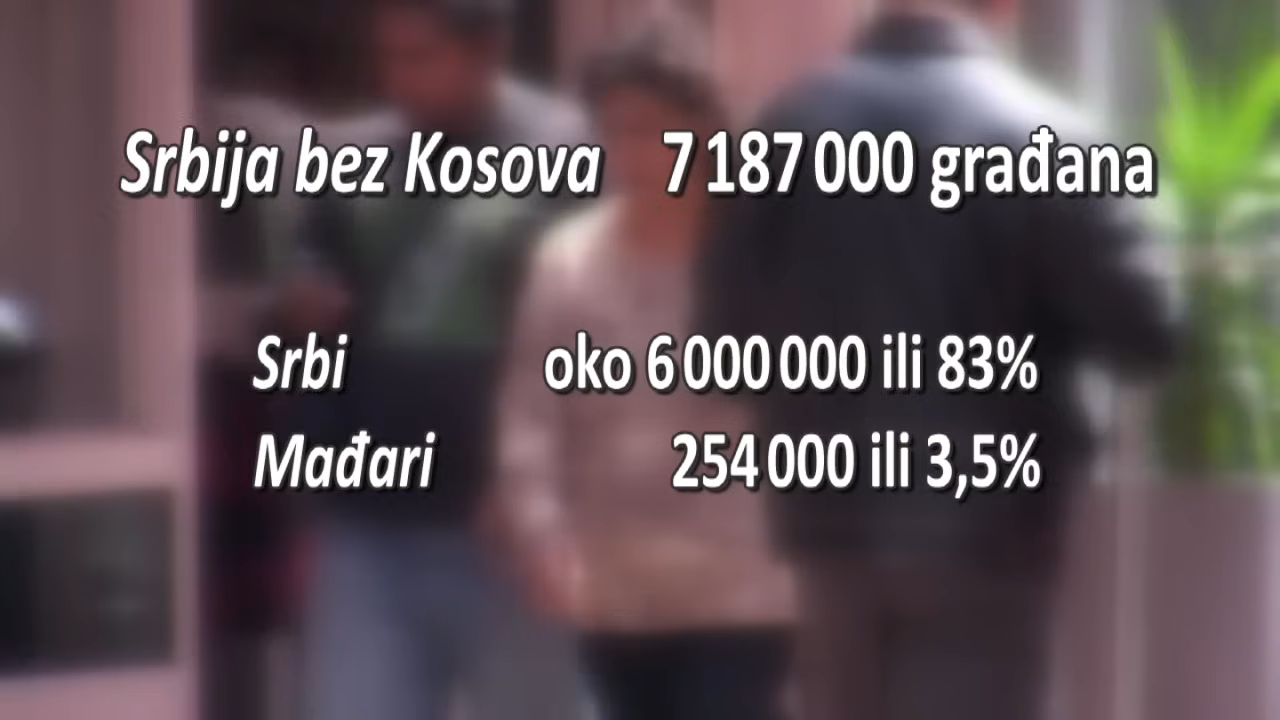 Srbija bez Kosova 7 187 000 građana
Srbi oko 6 000 000 ili 83%
Mađari 254 000 ili 3,5%